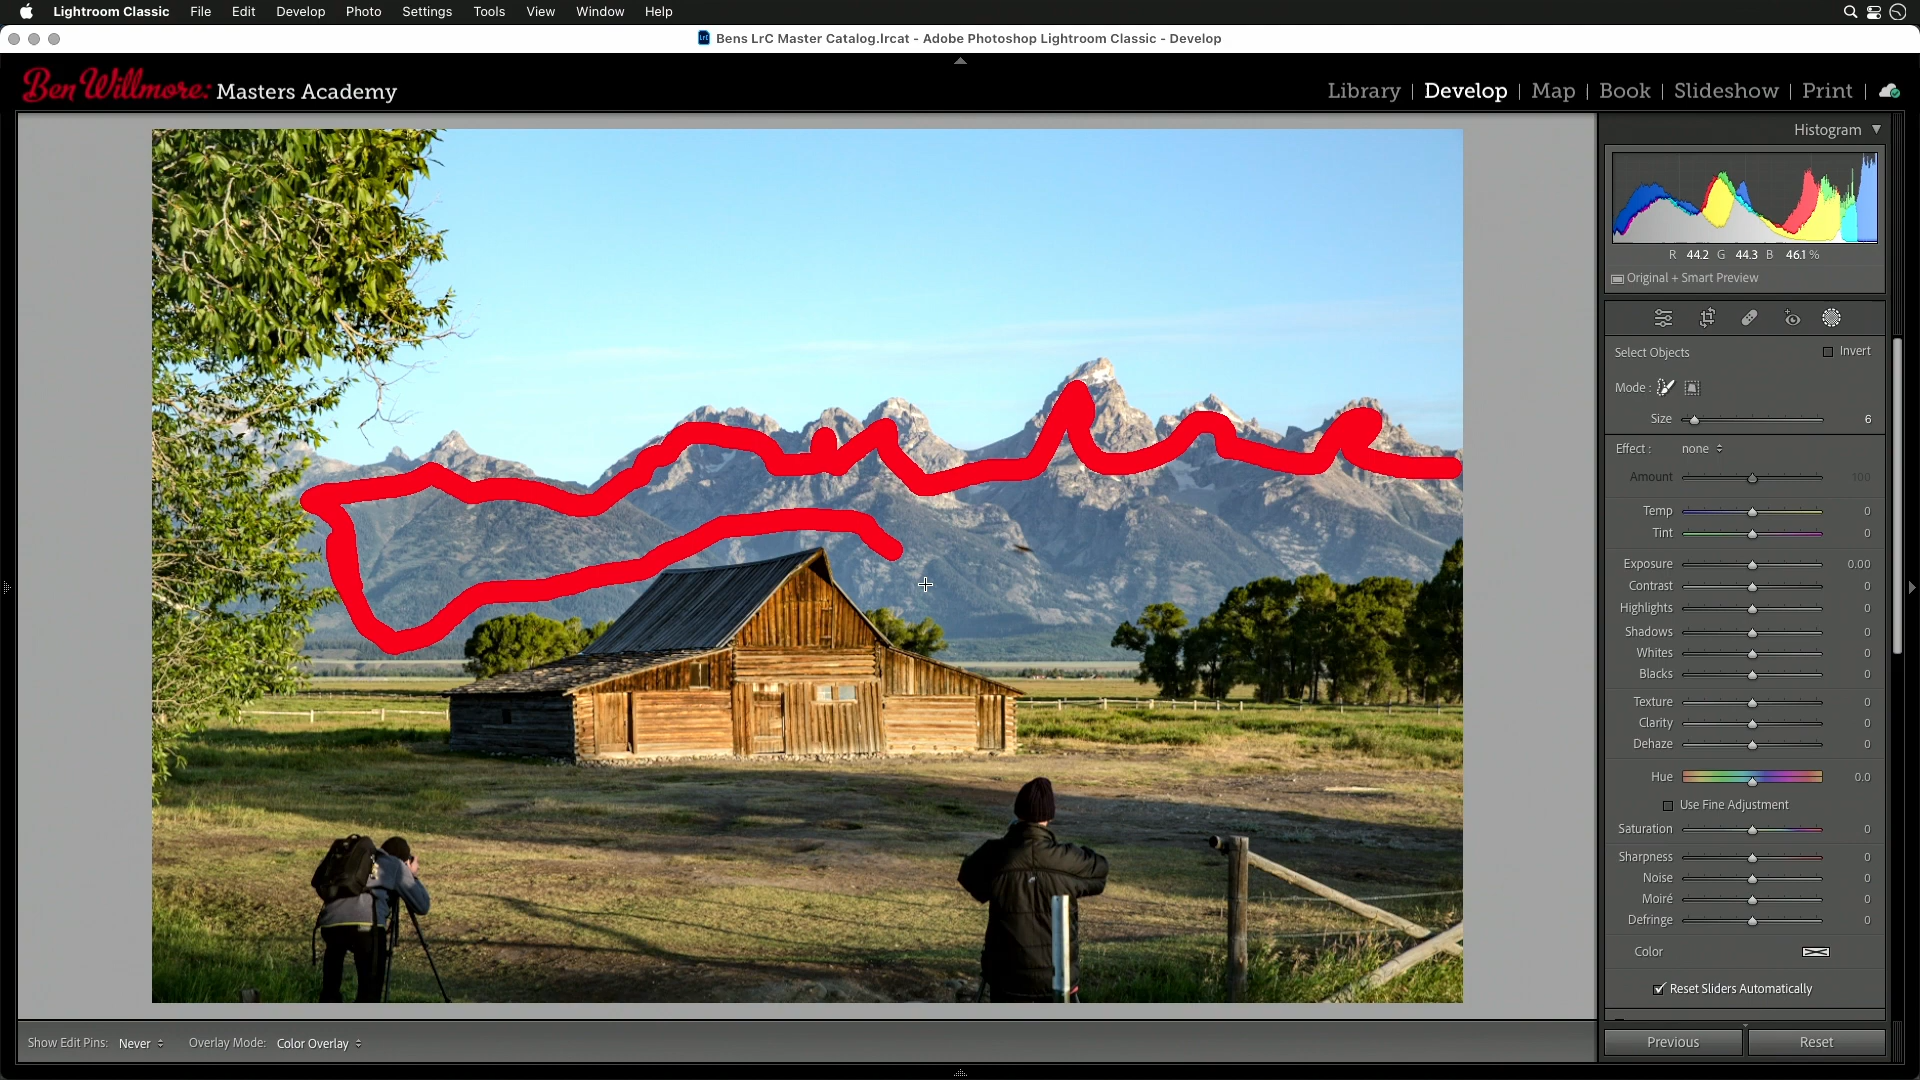 Lightroom Classic File Edit Develop Photo Settings Tools View Window Help
LrC Bens LrC Master Catalog.lrcat - Adobe Photoshop Lightroom Classic - Develop
Ben Willmore: Masters Academy
Library | Develop | Map | Book | Slideshow | Print |
Histogram
R 44.2 G 44.3 B 46.1 %
Original + Smart Preview
Select Objects Invert
Mode :
Size 6
Effect : none
Amount 100
Temp 0
Tint 0
Exposure 0.00
Contrast 0
Highlights 0
Shadows 0
Whites 0
Blacks 0
Texture 0
Clarity 0
Dehaze 0
Hue 0.0
Use Fine Adjustment
Saturation 0
Sharpness 0
Noise 0
Moiré 0
Defringe 0
Color
Reset Sliders Automatically
Show Edit Pins: Never Overlay Mode: Color Overlay
Previous Reset